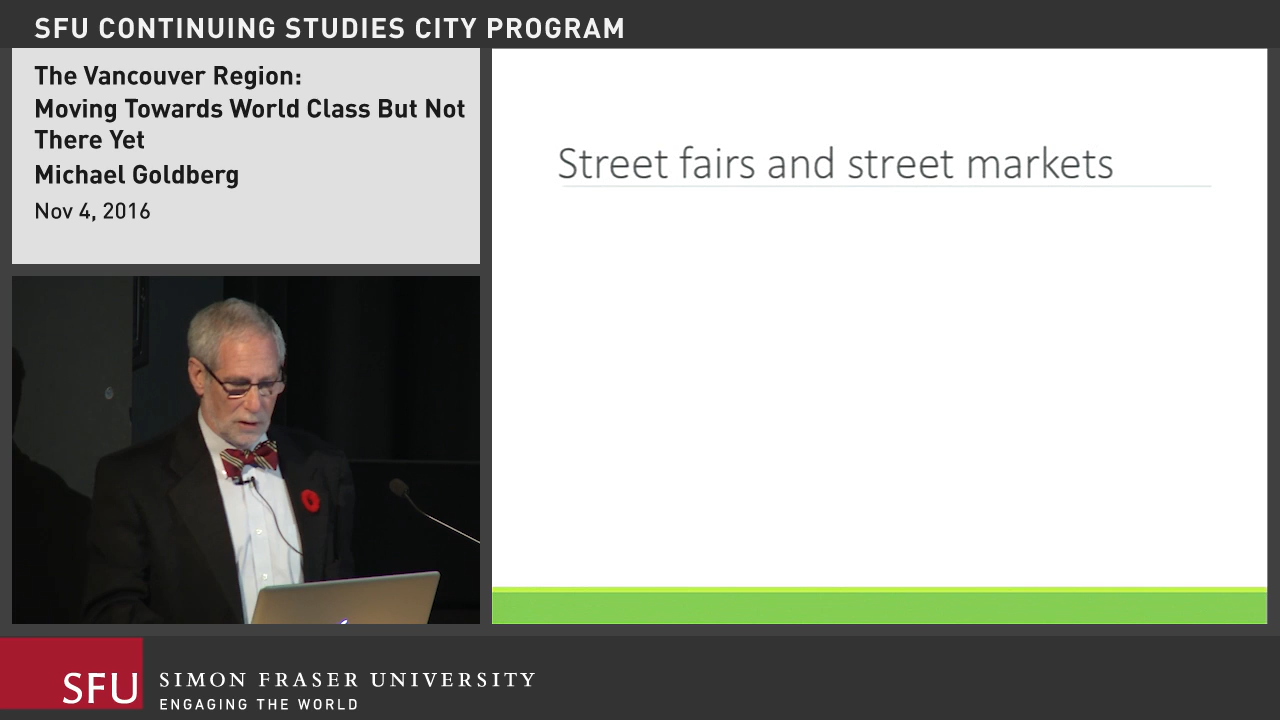 SFU CONTINUING STUDIES CITY PROGRAM
The Vancouver Region:
Moving Towards World Class But Not
There Yet
Michael Goldberg
Nov 4, 2016
Street fairs and street markets
SFU
SIMON FRASER UNIVERSITY
ENGAGING THE WORLD